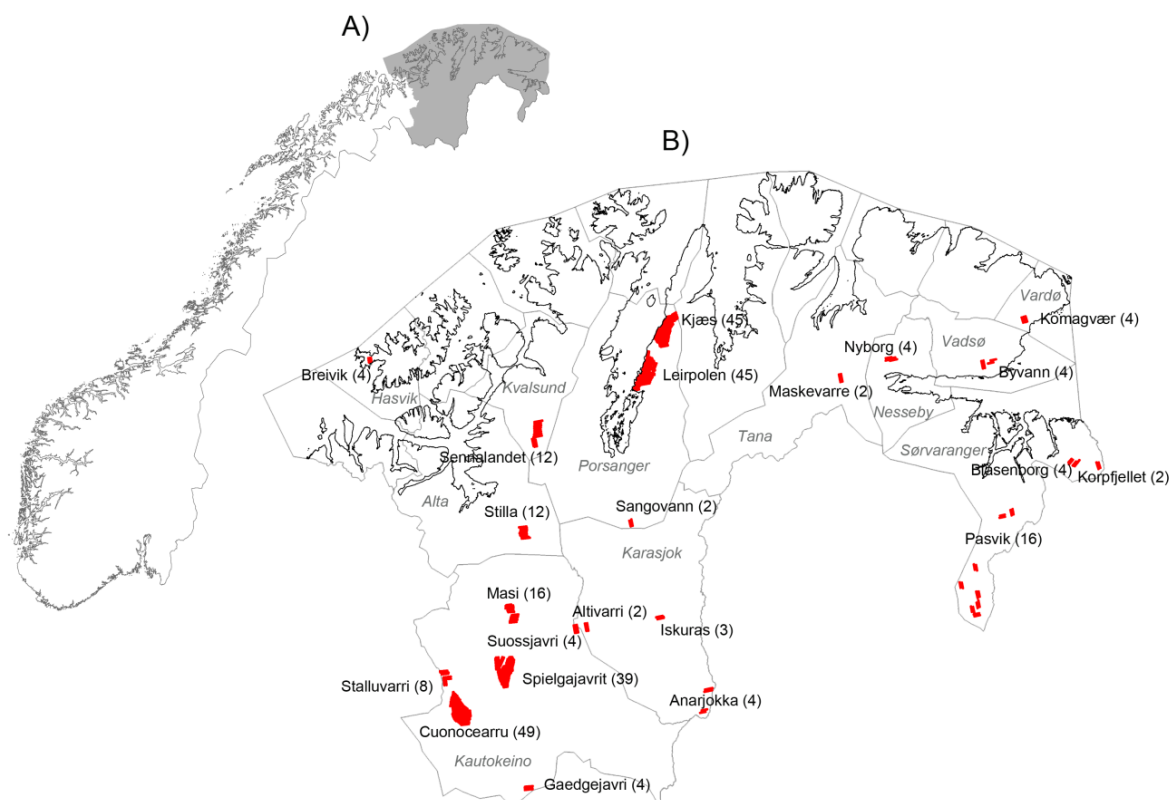 A)
B)
Vardø
Kjæs (45)
Komagvær (4)
Nyborg (4)
Vadsø
Breivik (4)
Kvalsund
Leirpolen (45)
Byvann (4)
Hasvik
Maskevarre (2)
Nesseby
Tana
Sennalandet (12)
Porsanger
Sørvaranger
Blåsenborg (4)
Korpfjellet (2)
Alta
Stilla (12)
Sangovann (2)
Pasvik (16)
Karasjok
Masi (16)
Altivarri (2)
Iskuras (3)
Suossjavri (4)
Spielgajavrit (39)
Stalluvarri (8)
Anarjokka (4)
Cuonocearru (49)
Kautokeino
Gaedgejavri (4)